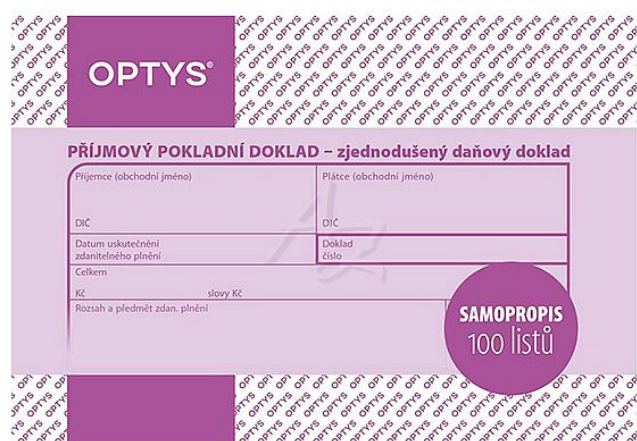 OPTYS®
PŘÍJMOVÝ POKLADNÍ DOKLAD – zjednodušený daňový doklad
Příjemce (obchodní jméno)
Plátce (obchodní jméno)
DIČ
DIČ
Datum uskutečnění
zdanitelného plnění
Doklad
číslo
Celkem
Kč
slovy Kč
Rozsah a předmět zdan. plnění
SAMOPROPIS
100 listů